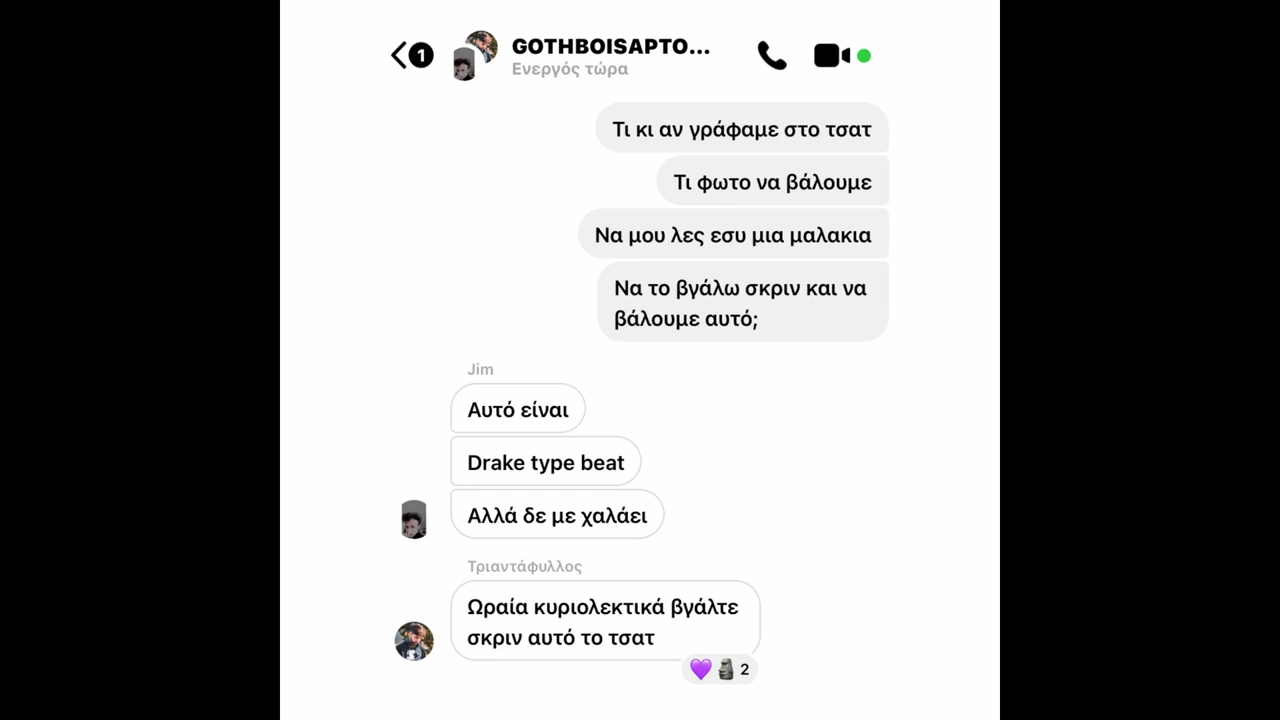 1
GOTHBOISAPTO...
Ενεργός τώρα
Τι κι αν γράφαμε στο τσατ
Τι φωτο να βάλουμε
Να μου λες εσυ μια μαλακια
Να το βγάλω σκριν και να
βάλουμε αυτό;
Jim
Αυτό είναι
Drake type beat
Αλλά δε με χαλάει
Τριαντάφυλλος
Ωραία κυριολεκτικά βγάλτε
σκριν αυτό το τσατ
💜🗿 2